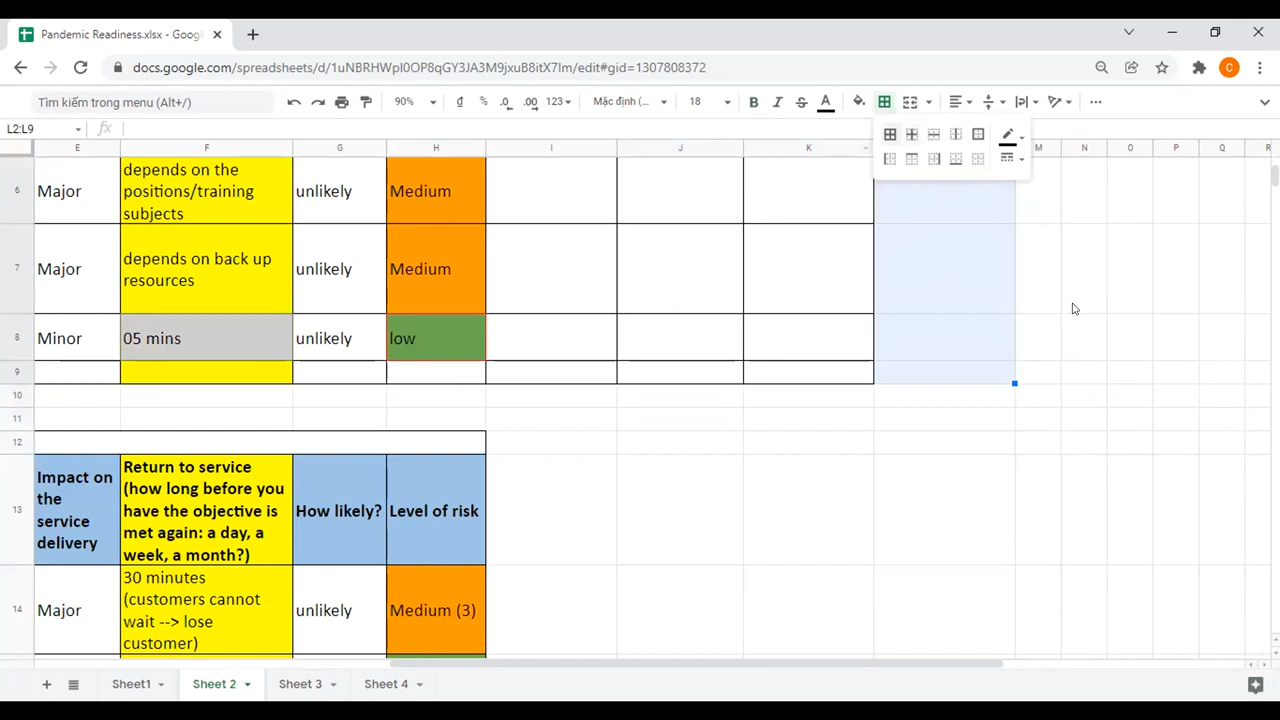 Pandemic Readiness.xlsx - Goog
docs.google.com/spreadsheets/d/1uNBRHWpI0OP8qGY3JA3M9jxuB8itX7lm/edit#gid=1307808372
C
Tìm kiếm trong menu (Alt+/)
90%
₫
%
.0
.00
123
Mặc định (...
18
B
I
S
A
L2:L9
fx
E F G H I J K M N O P Q R
6
Major
depends on the
positions/training
subjects
unlikely
Medium
7
Major
depends on back up
resources
unlikely
Medium
8
Minor
05 mins
unlikely
low
9
10
11
12
13
Impact on
the
service
delivery
Return to service
(how long before you
have the objective is
met again: a day, a
week, a month?)
How likely?
Level of risk
14
Major
30 minutes
(customers cannot
wait --> lose
customer)
unlikely
Medium (3)
Sheet1
Sheet 2
Sheet 3
Sheet 4